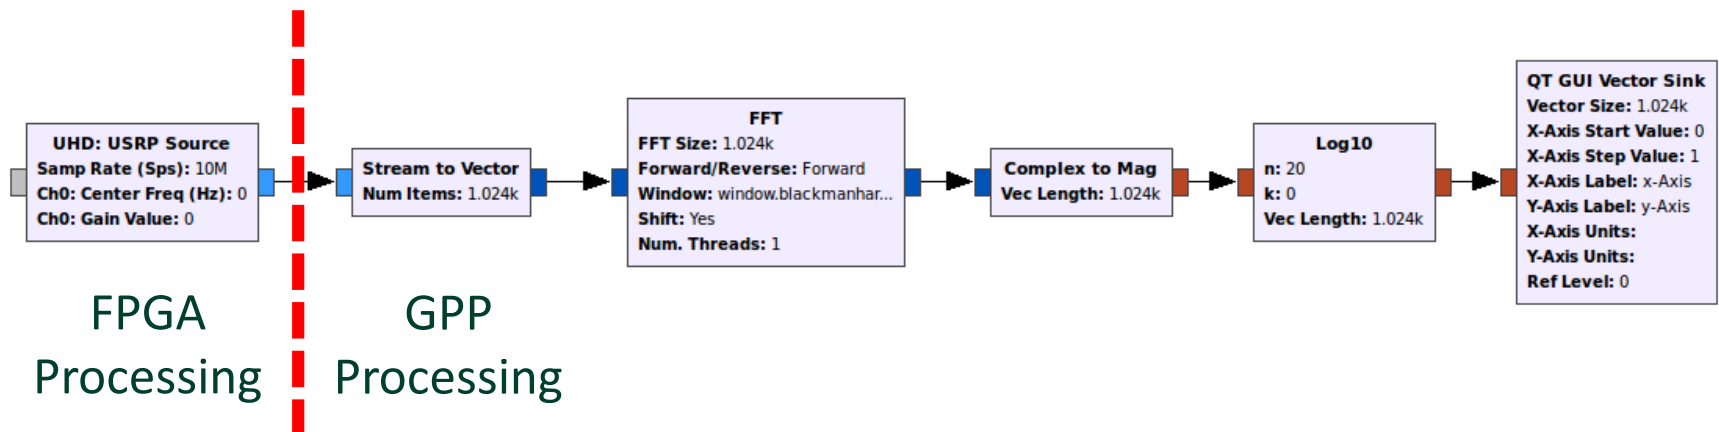 UHD: USRP Source
Samp Rate (Sps): 10M
Ch0: Center Freq (Hz): 0
Ch0: Gain Value: 0
Stream to Vector
Num Items: 1.024k
FFT
FFT Size: 1.024k
Forward/Reverse: Forward
Window: window.blackmanhar...
Shift: Yes
Num. Threads: 1
Complex to Mag
Vec Length: 1.024k
Log10
n: 20
k: 0
Vec Length: 1.024k
QT GUI Vector Sink
Vector Size: 1.024k
X-Axis Start Value: 0
X-Axis Step Value: 1
X-Axis Label: x-Axis
Y-Axis Label: y-Axis
X-Axis Units:
Y-Axis Units:
Ref Level: 0
FPGA
Processing
GPP
Processing